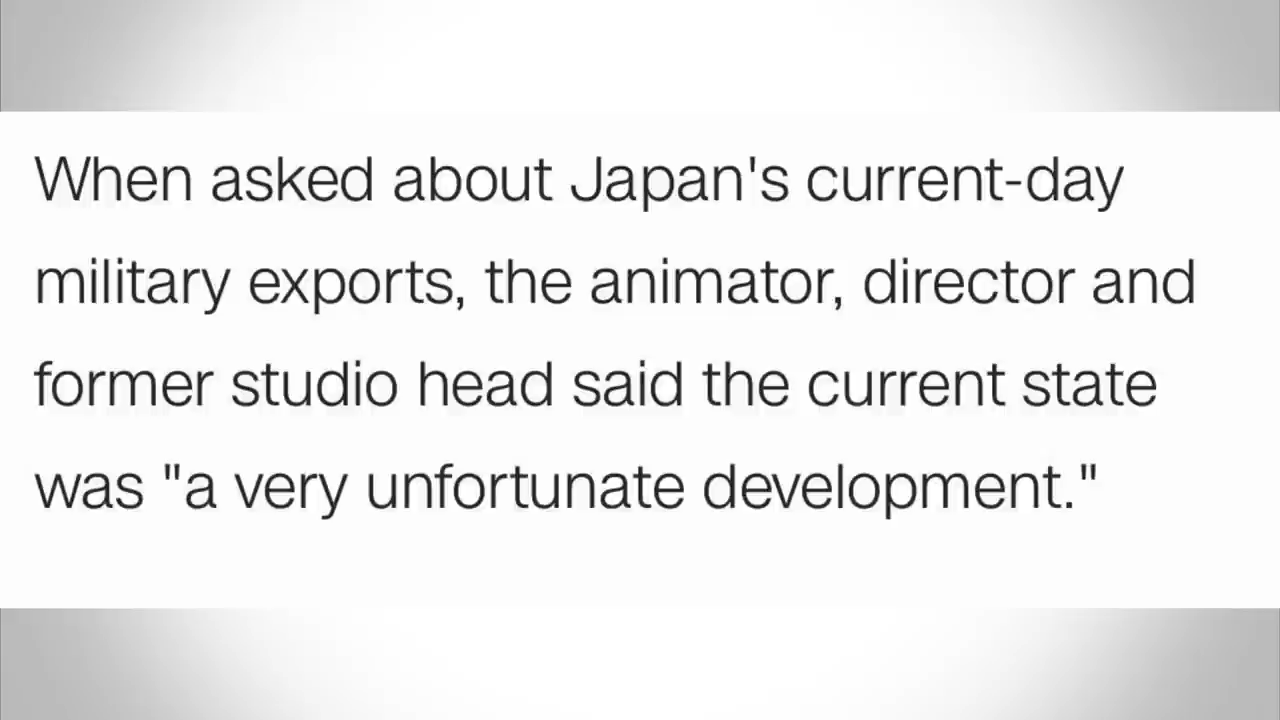 When asked about Japan's current-day
military exports, the animator, director and
former studio head said the current state
was "a very unfortunate development."